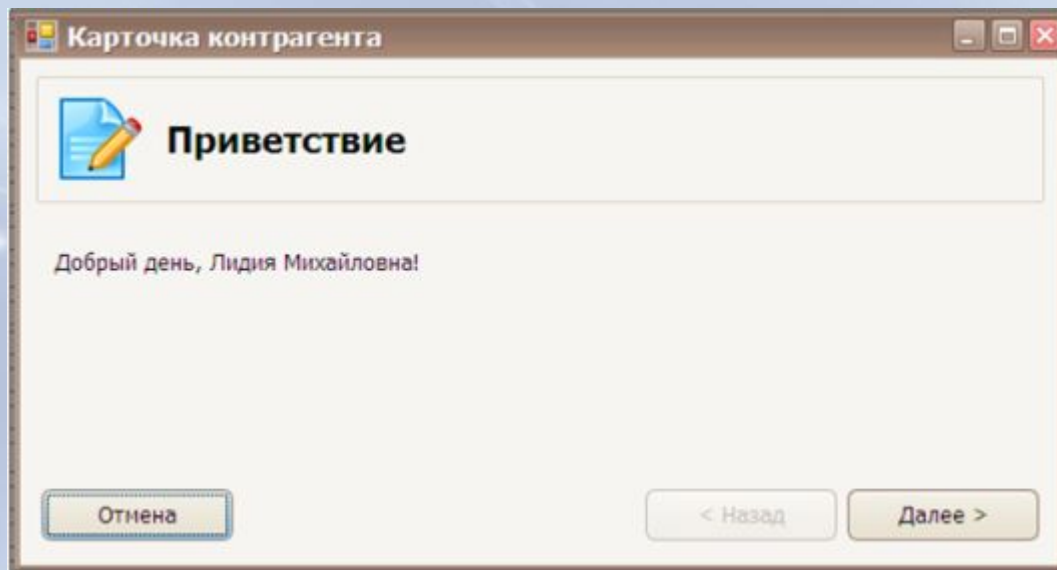 Карточка контрагента
Приветствие
Добрый день, Лидия Михайловна!
Отмена
< Назад
Далее >